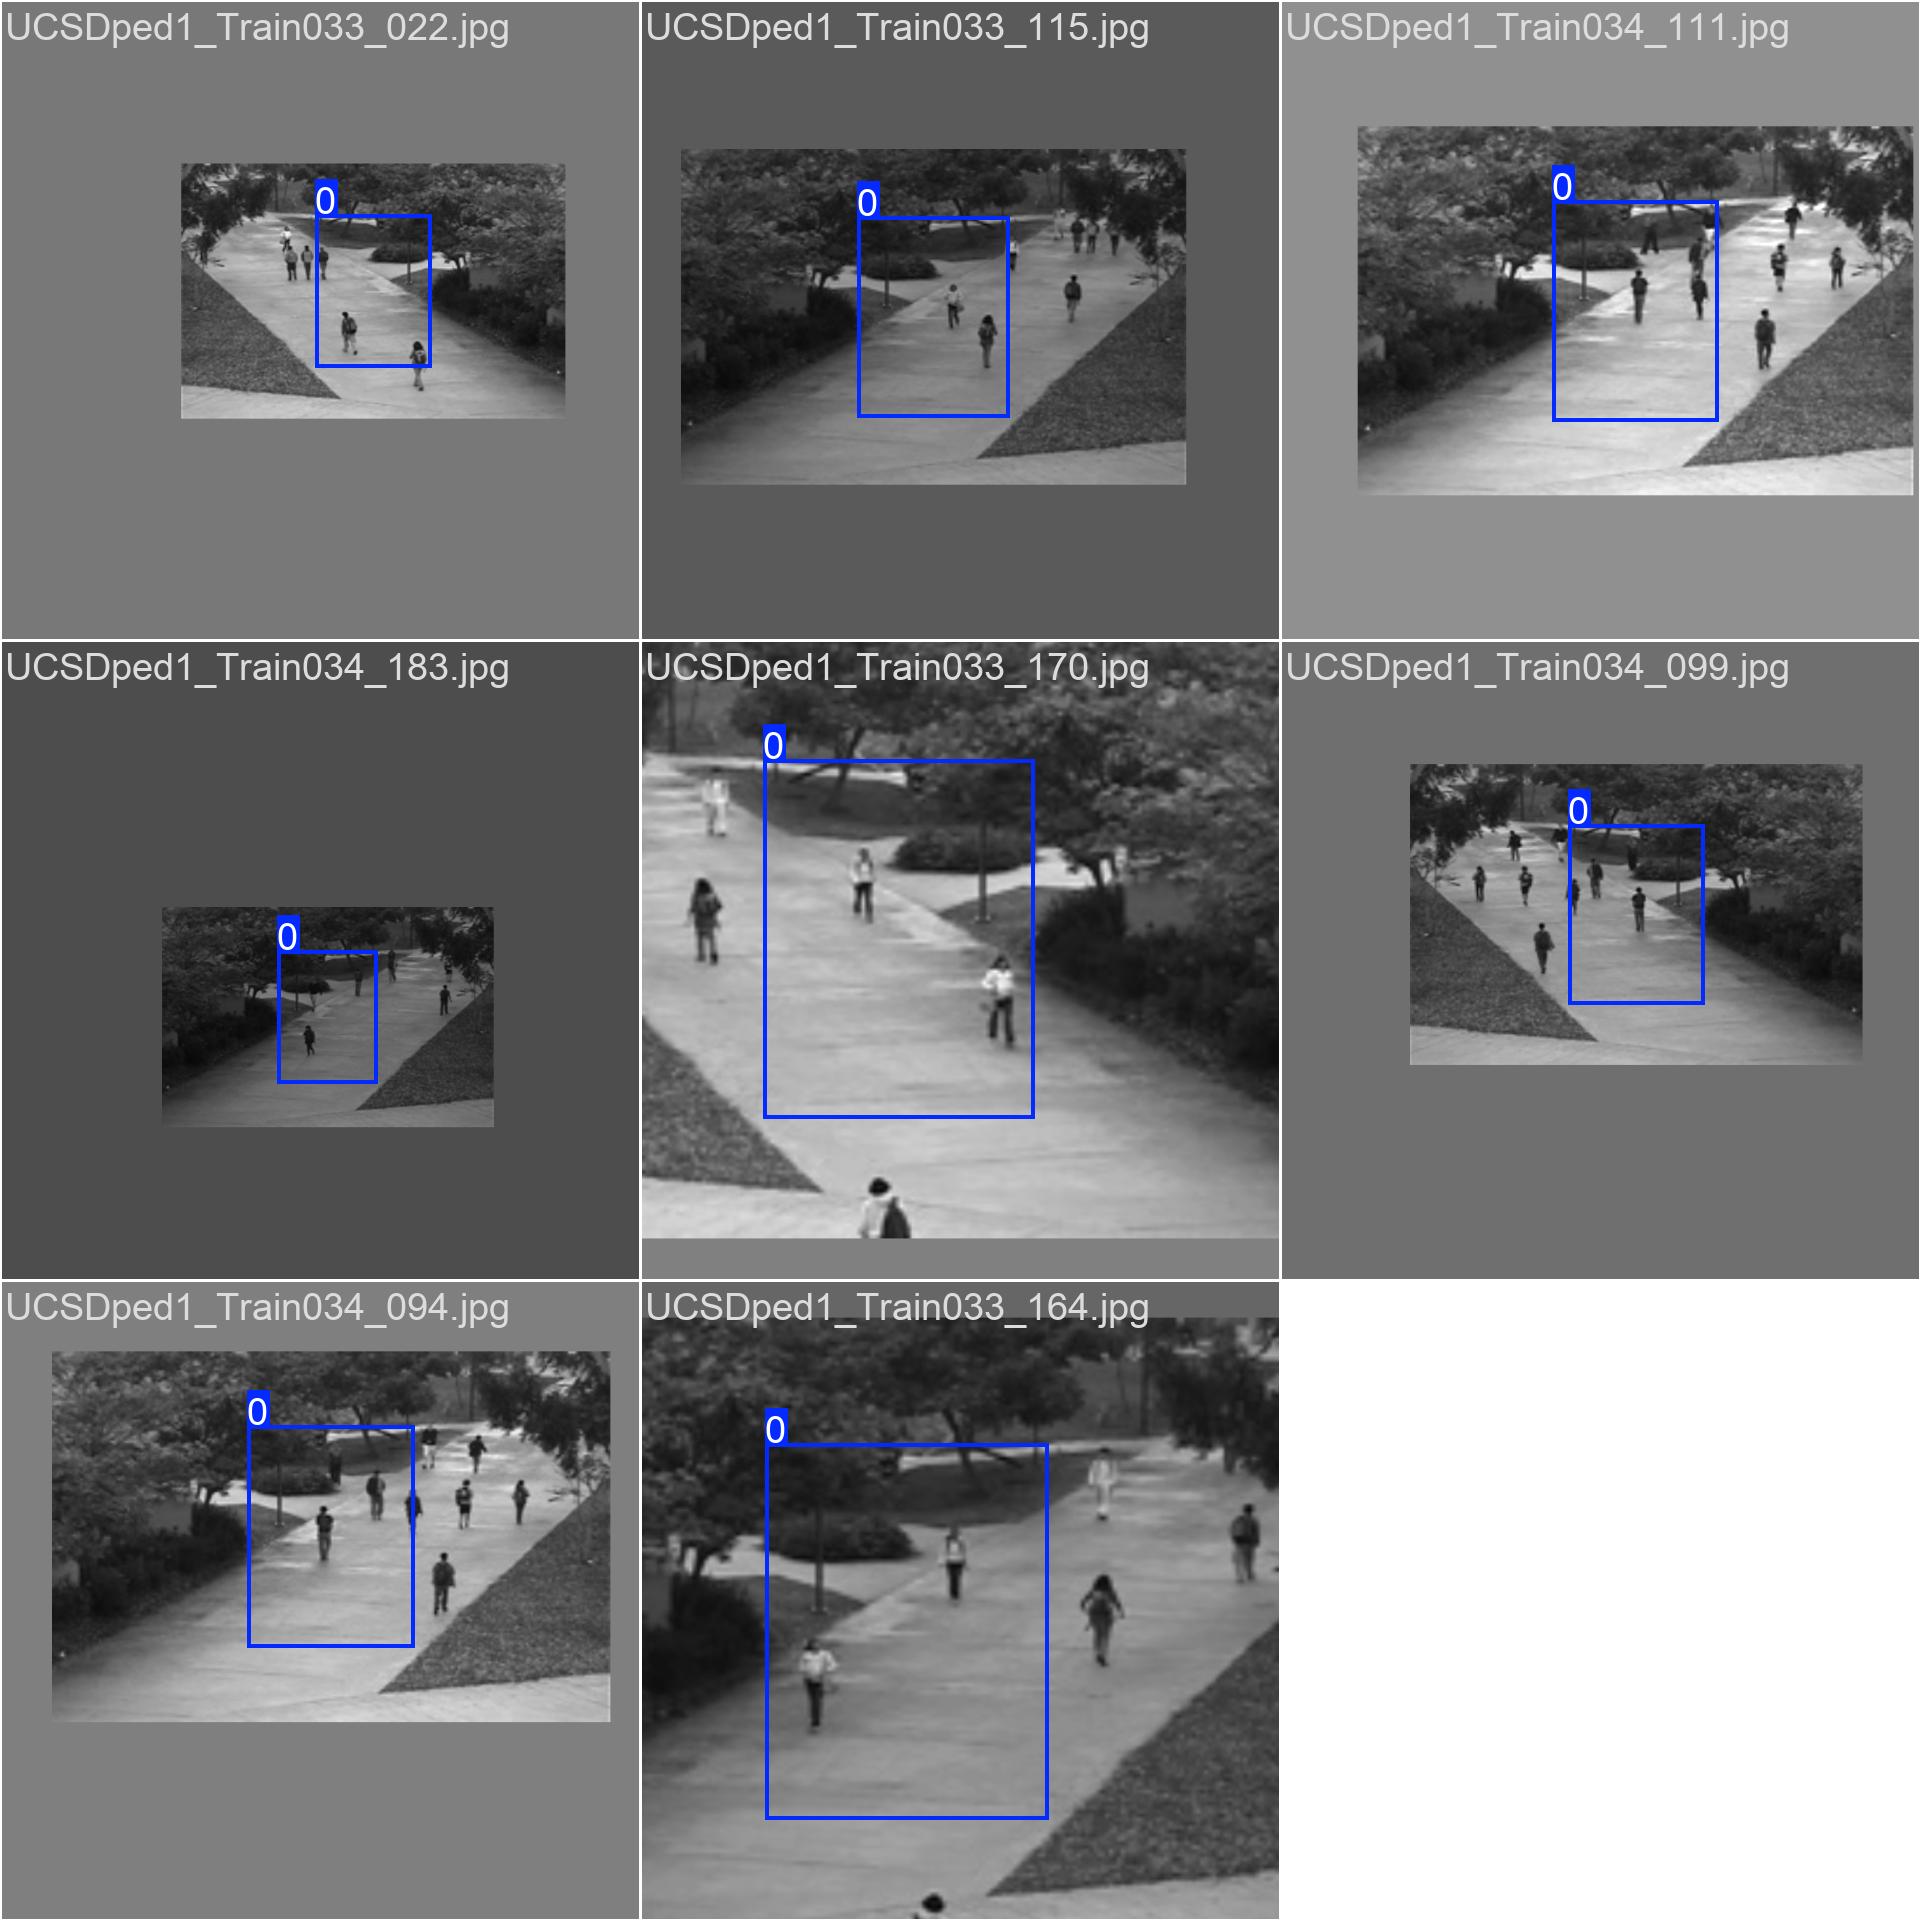 UCSDped1_Train033_022.jpg
0
UCSDped1_Train033_115.jpg
0
UCSDped1_Train034_111.jpg
0
UCSDped1_Train034_183.jpg
0
UCSDped1_Train033_170.jpg
0
UCSDped1_Train034_099.jpg
0
UCSDped1_Train034_094.jpg
0
UCSDped1_Train033_164.jpg
0